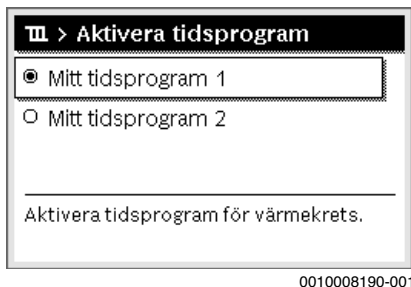 > Aktivera tidsprogram
Mitt tidsprogram 1
Mitt tidsprogram 2
Aktivera tidsprogram för värmekrets.
0010008190-001